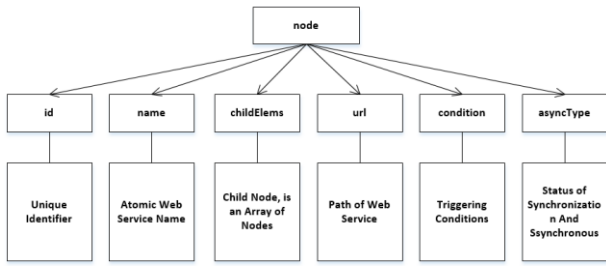 node
id
name
childElems
url
condition
asyncType
Unique
Identifier
Atomic Web
Service Name
Child Node, is
an Array of
Nodes
Path of Web
Service
Triggering
Conditions
Status of
Synchronizatio
n And
Ssynchronous